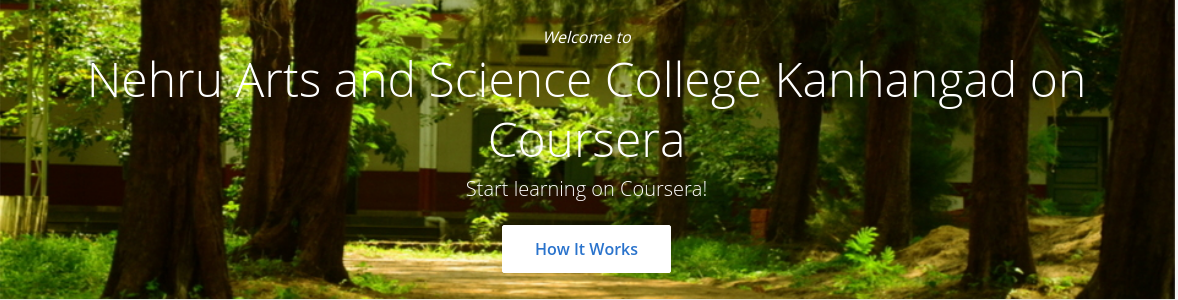 Welcome to
Nehru Arts and Science College Kanhangad on
Coursera
Start learning on Coursera!
How It Works